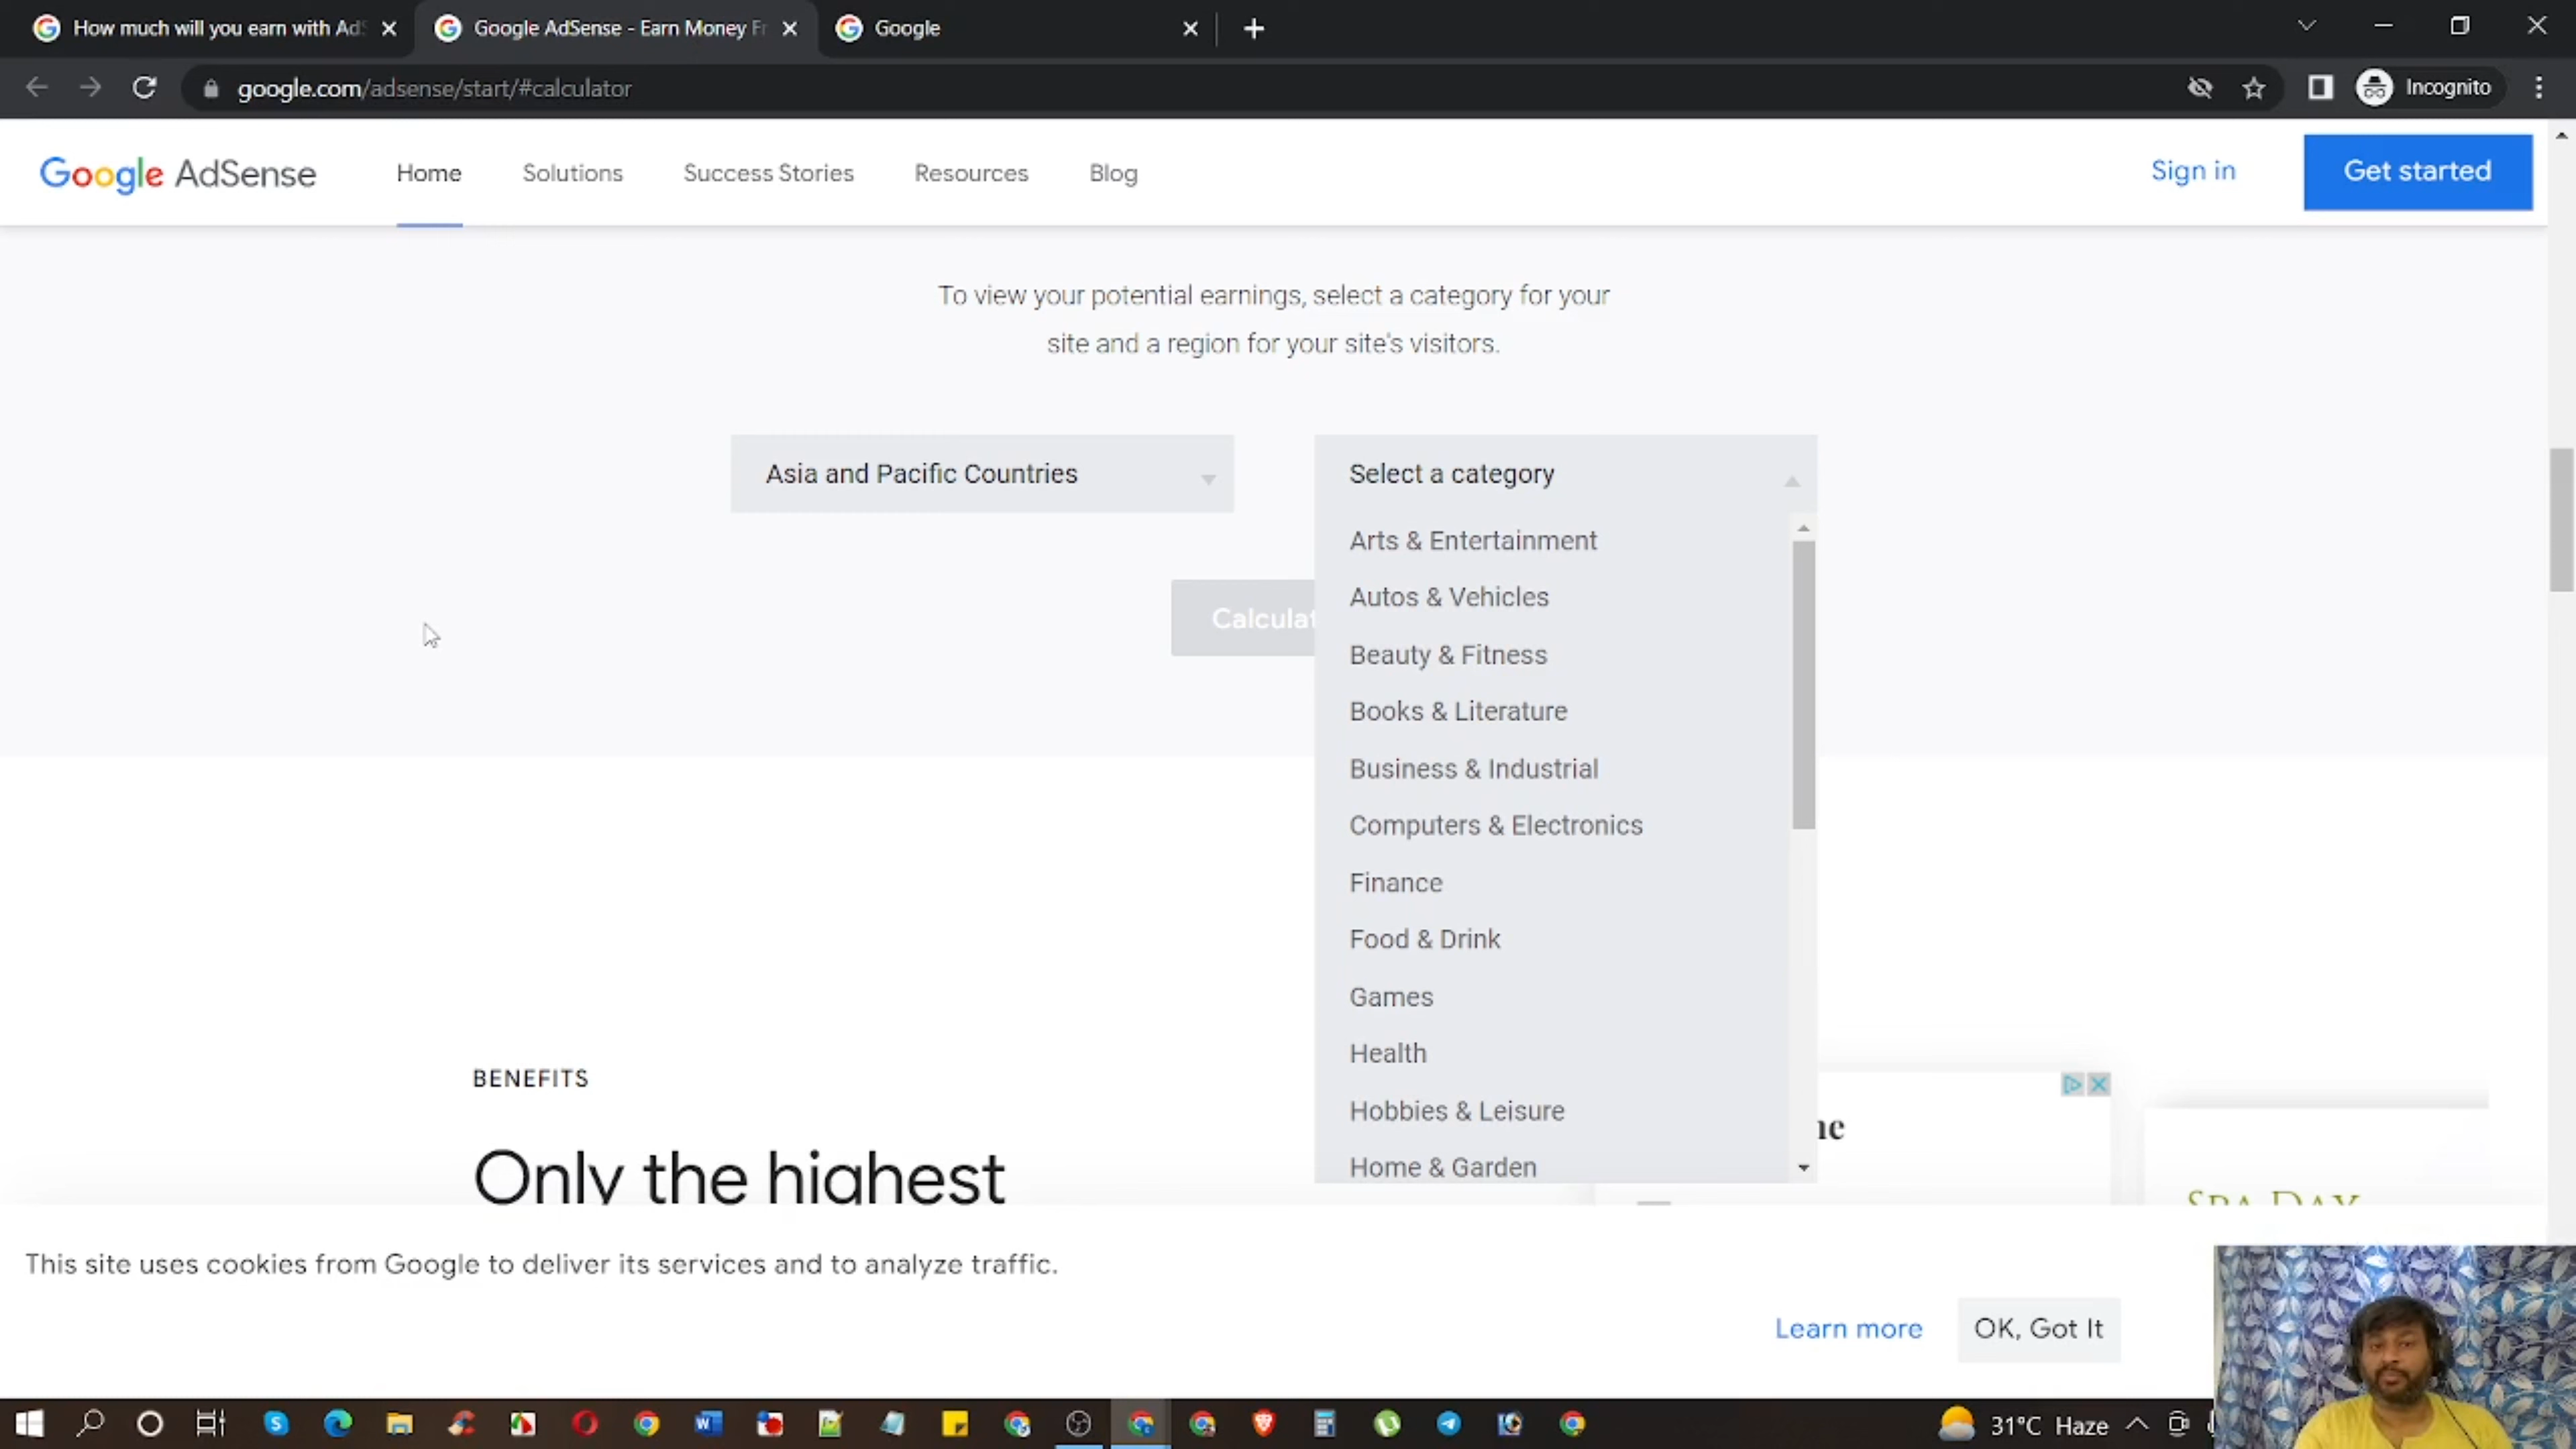 How much will you earn with Ad
Google AdSense - Earn Money Fr
Google
google.com/adsense/start/#calculator
Incognito
Google AdSense
Home
Solutions
Success Stories
Resources
Blog
Sign in
Get started
To view your potential earnings, select a category for your
site and a region for your site's visitors.
Asia and Pacific Countries
Select a category
Arts & Entertainment
Autos & Vehicles
Calculat
Beauty & Fitness
Books & Literature
Business & Industrial
Computers & Electronics
Finance
Food & Drink
Games
Health
Hobbies & Leisure
Home & Garden
BENEFITS
Only the highest
ne
SPA DAY
This site uses cookies from Google to deliver its services and to analyze traffic.
Learn more
OK, Got It
31°C Haze